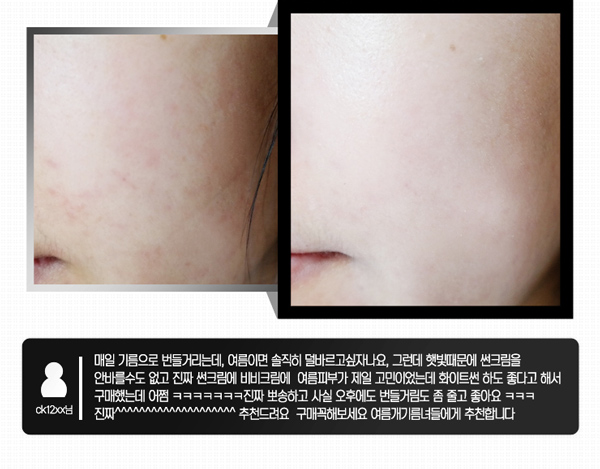 매일 기름으로 번들거리는데, 여름이면 솔직히 덜바르고싶자나요, 그런데 햇빛때문에 썬크림을
안바를수도 없고 진짜 썬크림에 비비크림에 여름피부가 제일 고민이었는데 화이트썬 하도 좋다고 해서
구매했는데 어쩜 ㅋㅋㅋㅋㅋㅋㅋ진짜 뽀송하고 사실 오후에도 번들거림도 좀 줄고 좋아요 ㅋㅋㅋ
진짜^^^^^^^^^^^^^^^^^^^^ 추천드려요 구매꼭해보세요 여름개기름녀들에게 추천합니다
ck12xx님